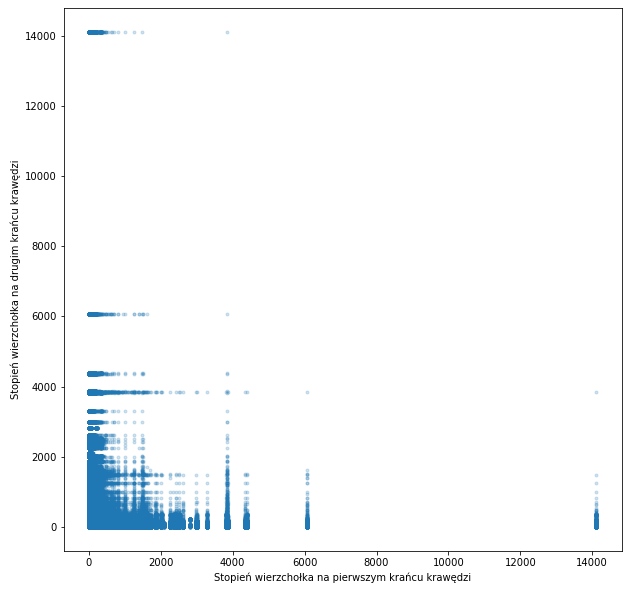 14000
12000
10000
8000
6000
4000
2000
0
Stopień wierzchołka na drugim krańcu krawędzi
0 2000 4000 6000 8000 10000 12000 14000
Stopień wierzchołka na pierwszym krańcu krawędzi